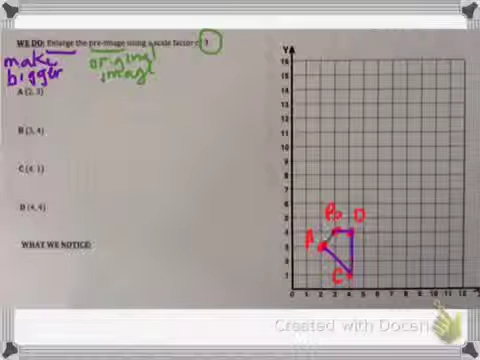 WE DO: Enlarge the pre-image using a scale factor of 3
make
bigger
original
image
A (2, 3)
B (3, 4)
C (4, 1)
D (4, 4)
WHAT WE NOTICE:
Y
16
15
14
13
12
11
10
9
8
7
6
5
4
3
2
1
B D
A
C
0 1 2 3 4 5 6 7 8 9 10 11 12
Created with Docen